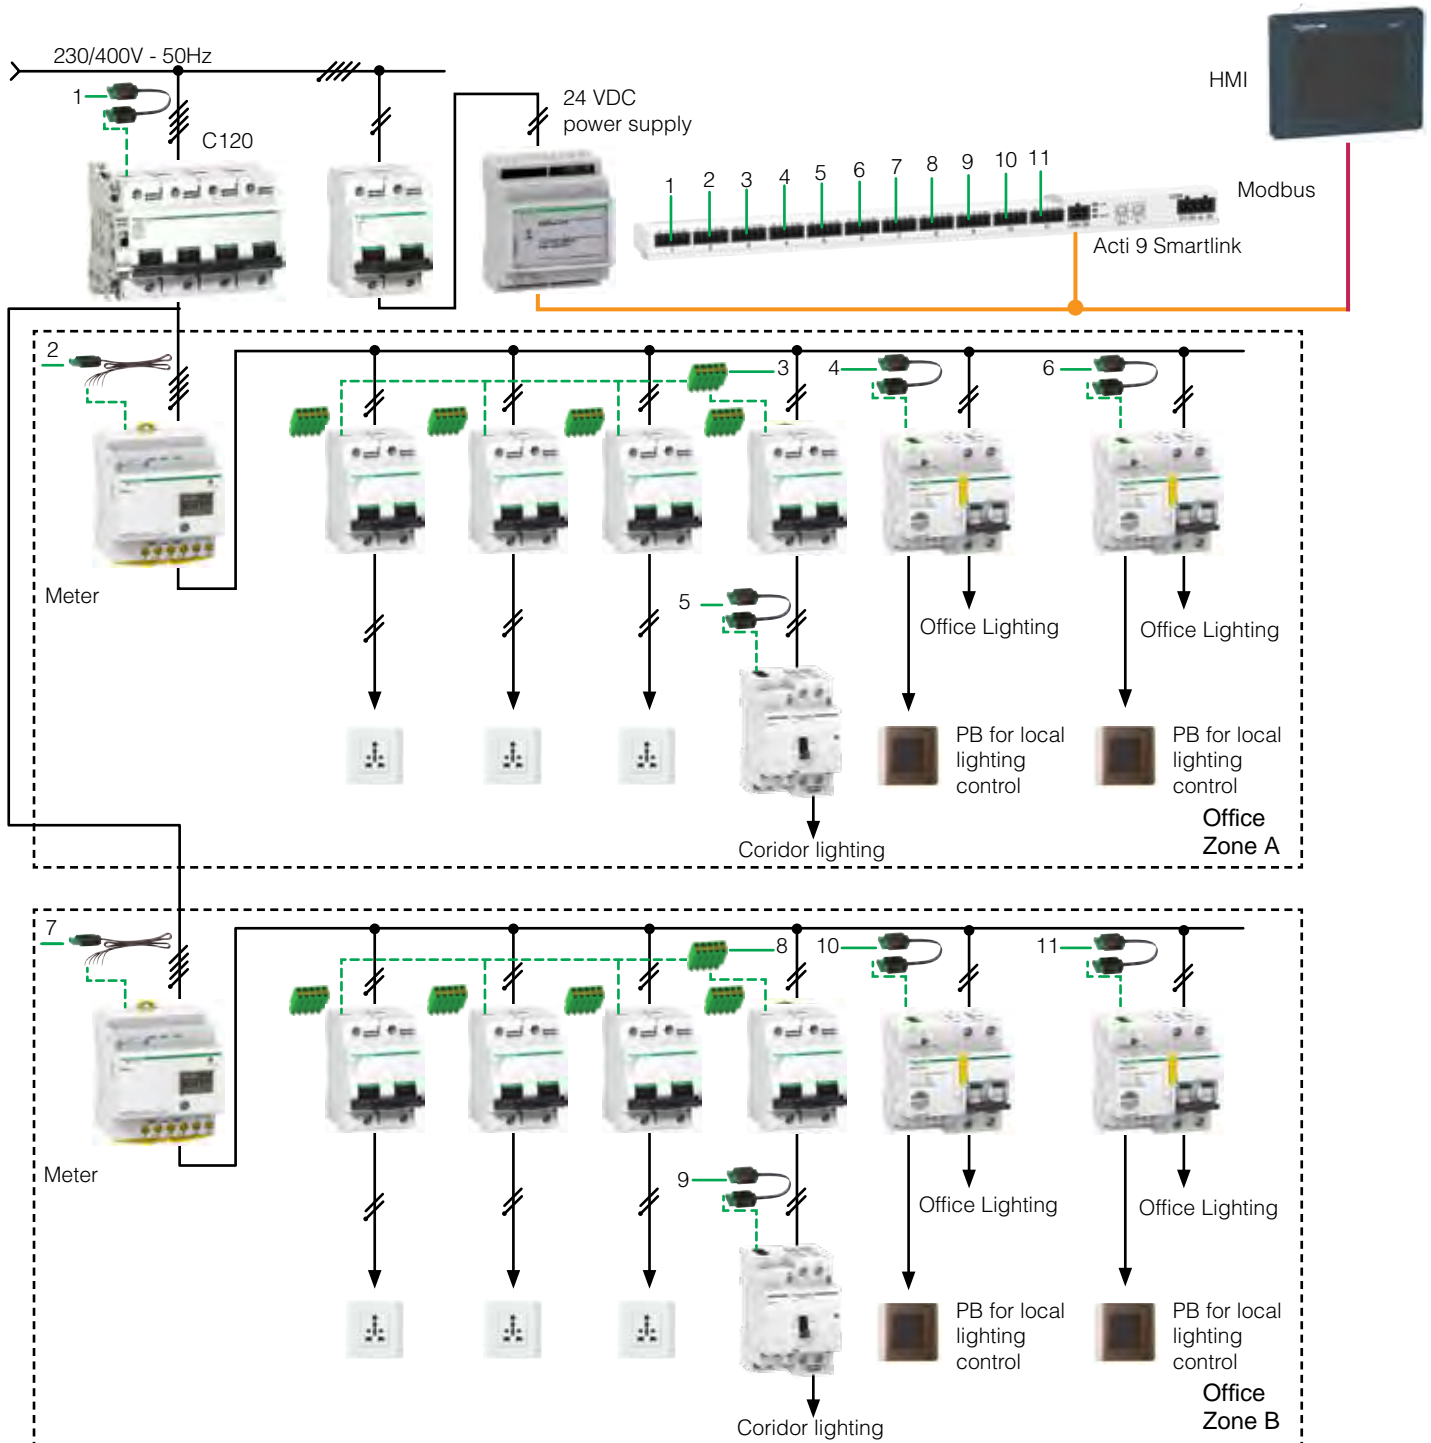 230/400V - 50Hz
1
C120
24 VDC
power supply
HMI
1 2 3 4 5 6 7 8 9 10 11
Modbus
Acti 9 Smartlink
2
3
4
6
Meter
5
Office Lighting
Office Lighting
PB for local
lighting
control
PB for local
lighting
control
Office
Zone A
Coridor lighting
7
8
10
11
Meter
9
Office Lighting
Office Lighting
PB for local
lighting
control
PB for local
lighting
control
Office
Zone B
Coridor lighting